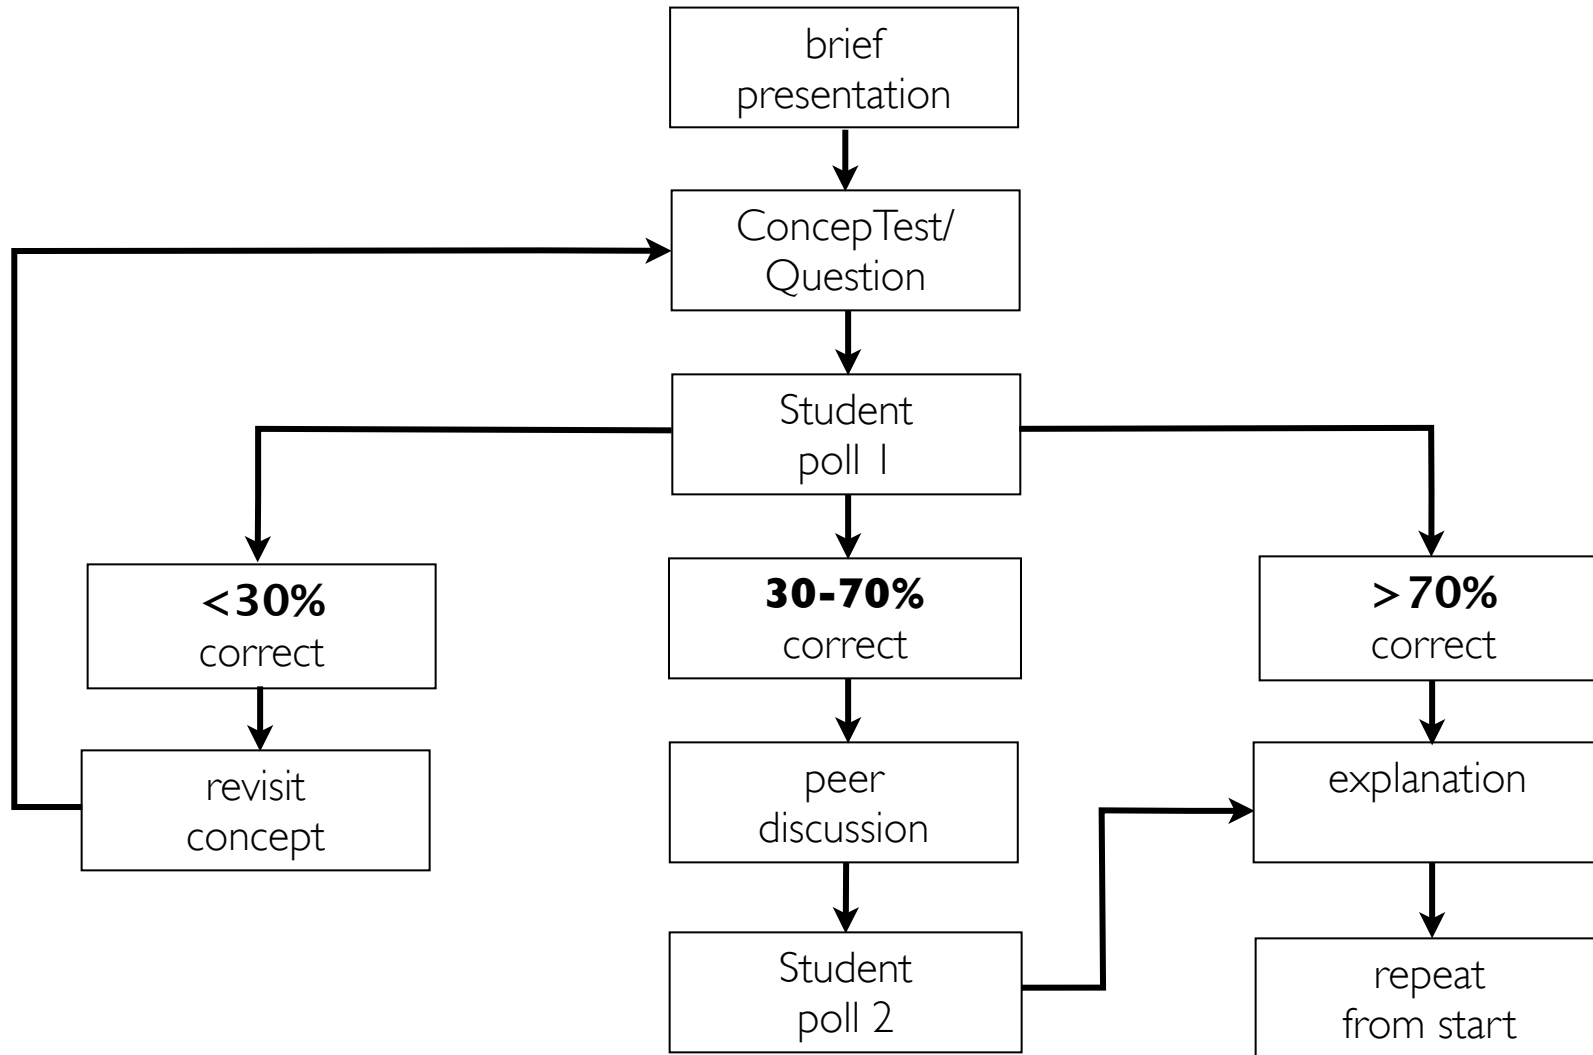 brief
presentation
ConcepTest/
Question
Student
poll 1
<30%
correct
30-70%
correct
>70%
correct
revisit
concept
peer
discussion
explanation
Student
poll 2
repeat
from start